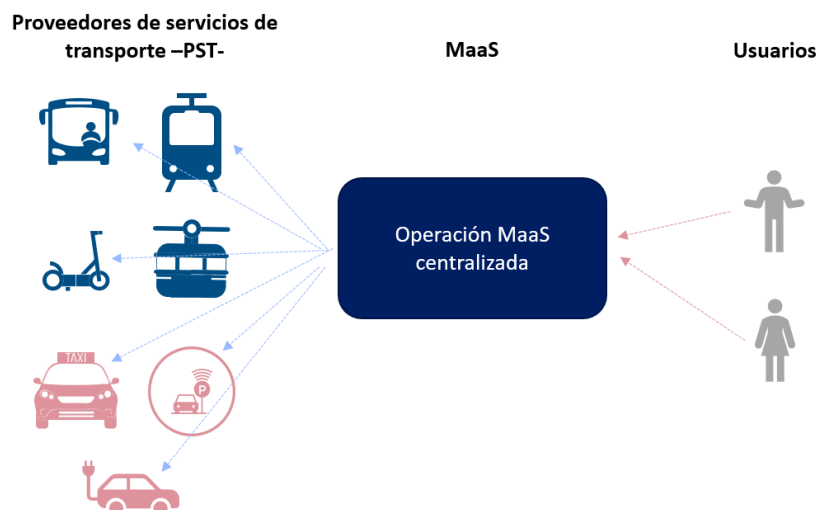 Proveedores de servicios de
transporte –PST-
MaaS
Usuarios
Operación MaaS
centralizada
TAXI
P